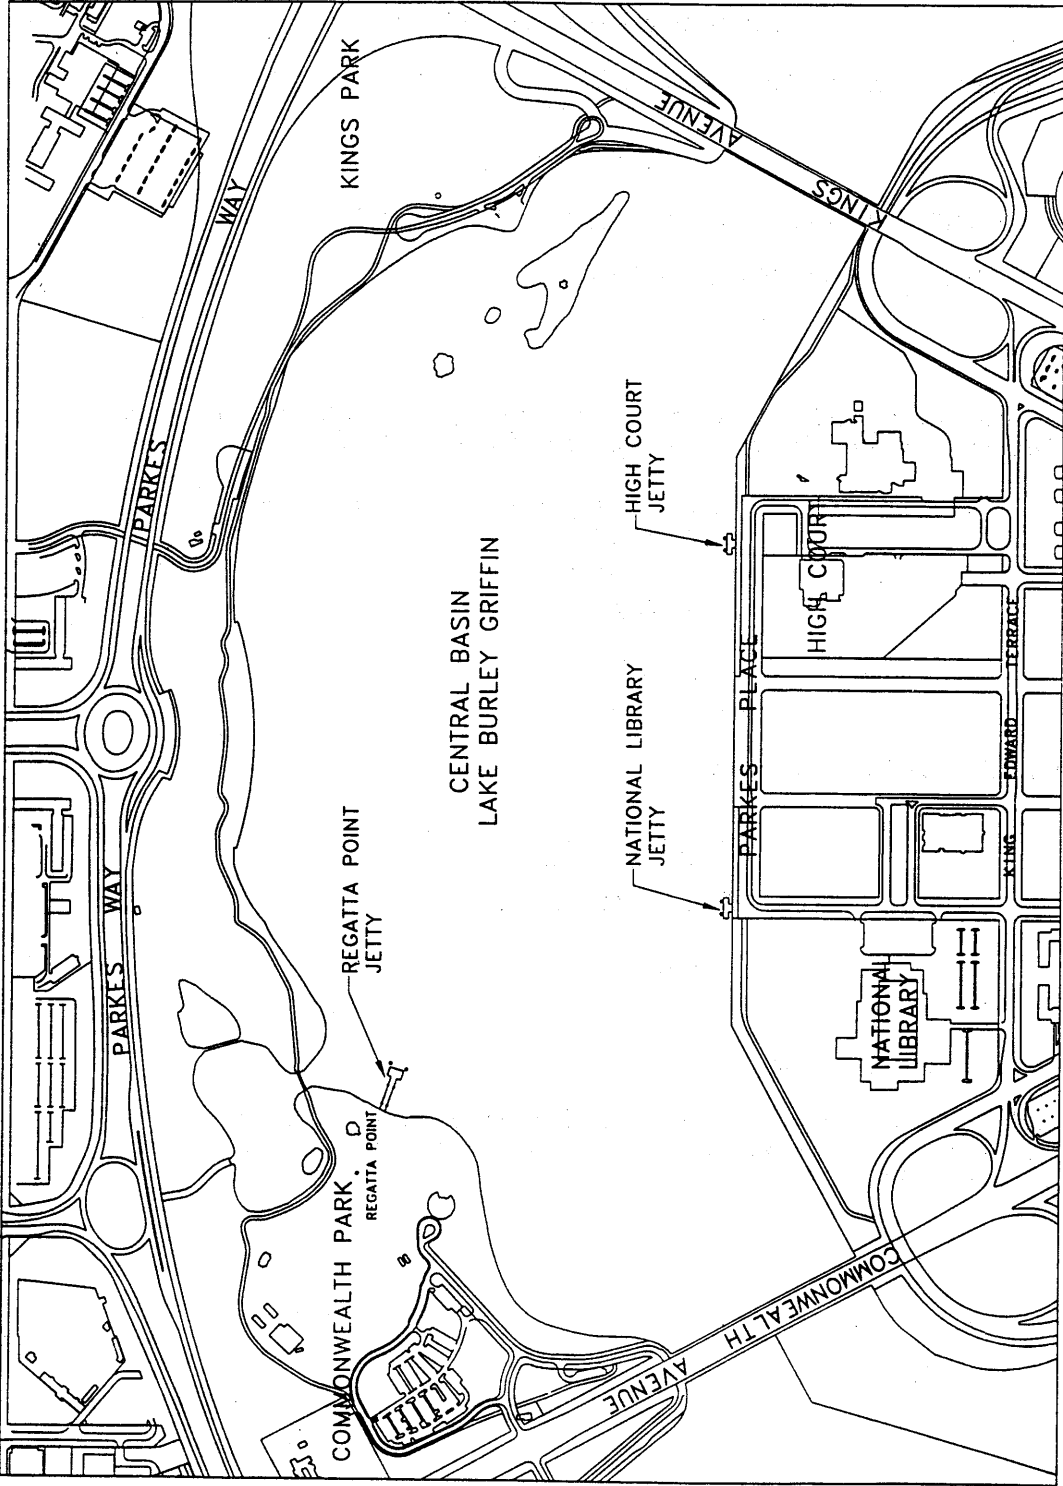 COMMONWEALTH PARK
REGATTA POINT
REGATTA POINT
JETTY
PARKES WAY
PARKES WAY
KINGS PARK
CENTRAL BASIN
LAKE BURLEY GRIFFIN
NATIONAL LIBRARY
JETTY
HIGH COURT
JETTY
COMMONWEALTH
AVENUE
KINGS
AVENUE
PARKES PLACE
NATIONAL
LIBRARY
HIGH COURT
KING EDWARD TERRACE